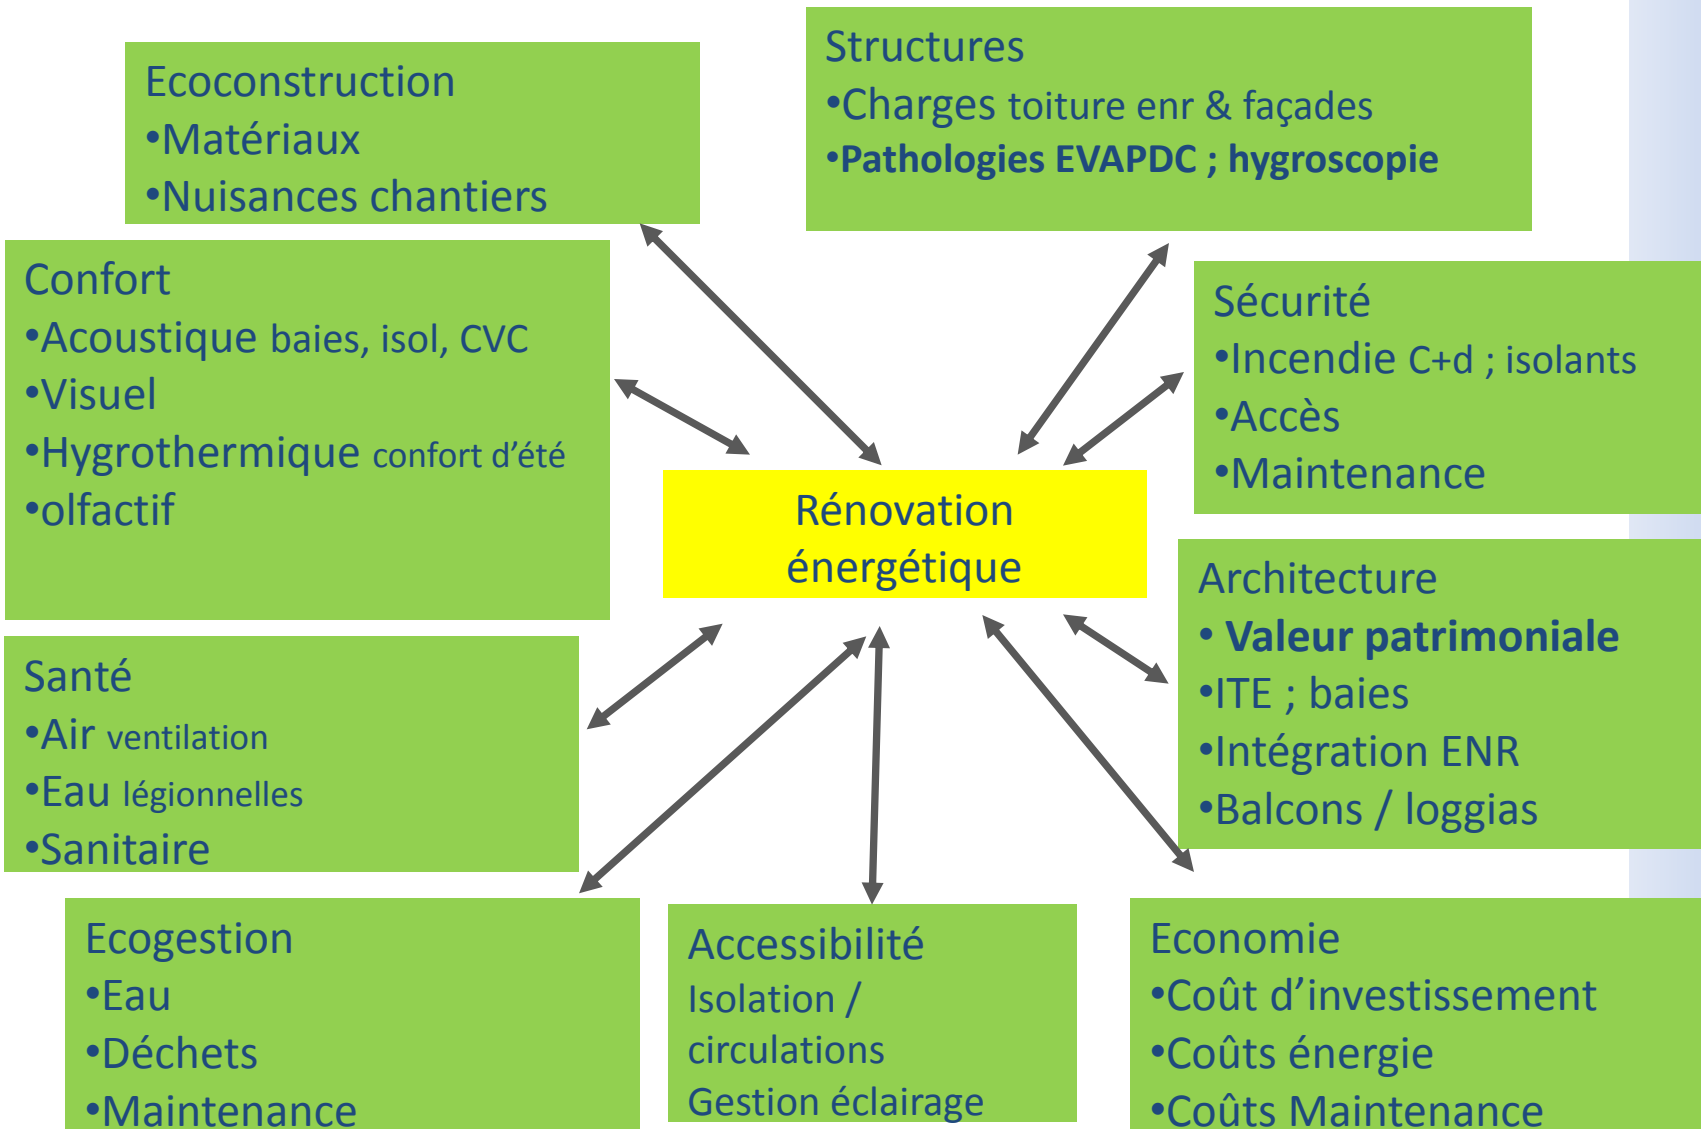 Ecoconstruction
•Matériaux
•Nuisances chantiers
Structures
•Charges toiture enr & façades
•Pathologies EVAPDC ; hygroscopie
Confort
•Acoustique baies, isol, CVC
•Visuel
•Hygrothermique confort d’été
•olfactif
Sécurité
•Incendie C+d ; isolants
•Accès
•Maintenance
Rénovation
énergétique
Architecture
• Valeur patrimoniale
•ITE ; baies
•Intégration ENR
•Balcons / loggias
Santé
•Air ventilation
•Eau légionnelles
•Sanitaire
Ecogestion
•Eau
•Déchets
•Maintenance
Accessibilité
Isolation /
circulations
Gestion éclairage
Economie
•Coût d’investissement
•Coûts énergie
•Coûts Maintenance